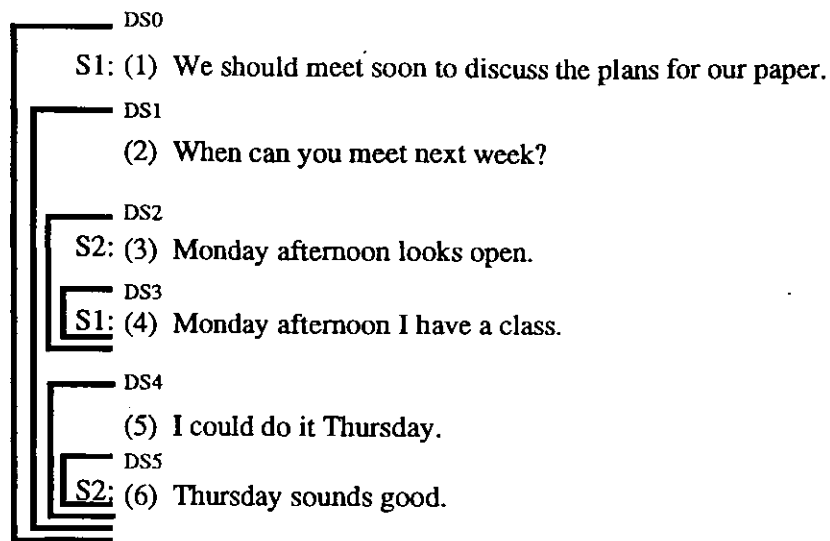 DS0
S1: (1) We should meet soon to discuss the plans for our paper.
DS1
(2) When can you meet next week?
DS2
S2: (3) Monday afternoon looks open.
DS3
S1: (4) Monday afternoon I have a class.
DS4
(5) I could do it Thursday.
DS5
S2: (6) Thursday sounds good.